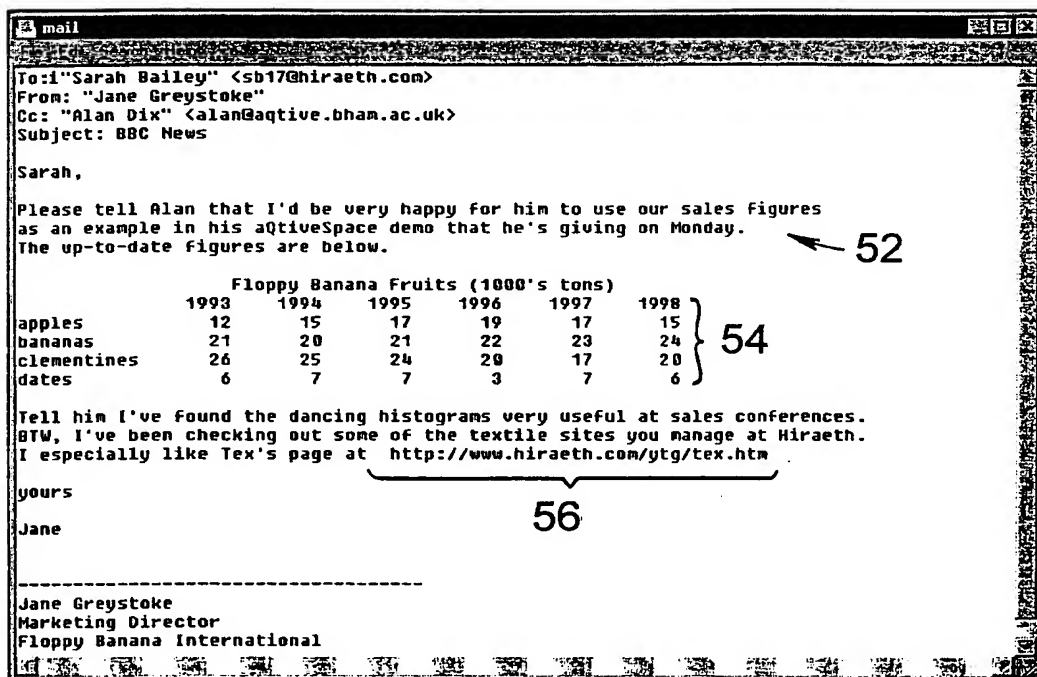 mail
To:i"Sarah Bailey" <sb17@hiraeth.com>
From: "Jane Greystoke"
Cc: "Alan Dix" <alan@aqtive.bham.ac.uk>
Subject: BBC News
Sarah,
Please tell Alan that I'd be very happy for him to use our sales figures
as an example in his aQtiveSpace demo that he's giving on Monday.
The up-to-date figures are below.
52
Floppy Banana Fruits (1000's tons)
1993 1994 1995 1996 1997 1998
apples 12 15 17 19 17 15
bananas 21 20 21 22 23 24
clementines 26 25 24 20 17 20
dates 6 7 7 3 7 6
54
Tell him I've found the dancing histograms very useful at sales conferences.
BTW, I've been checking out some of the textile sites you manage at Hiraeth.
I especially like Tex's page at http://www.hiraeth.com/ytg/tex.htm
56
yours
Jane
----------------------------------------
Jane Greystoke
Marketing Director
Floppy Banana International